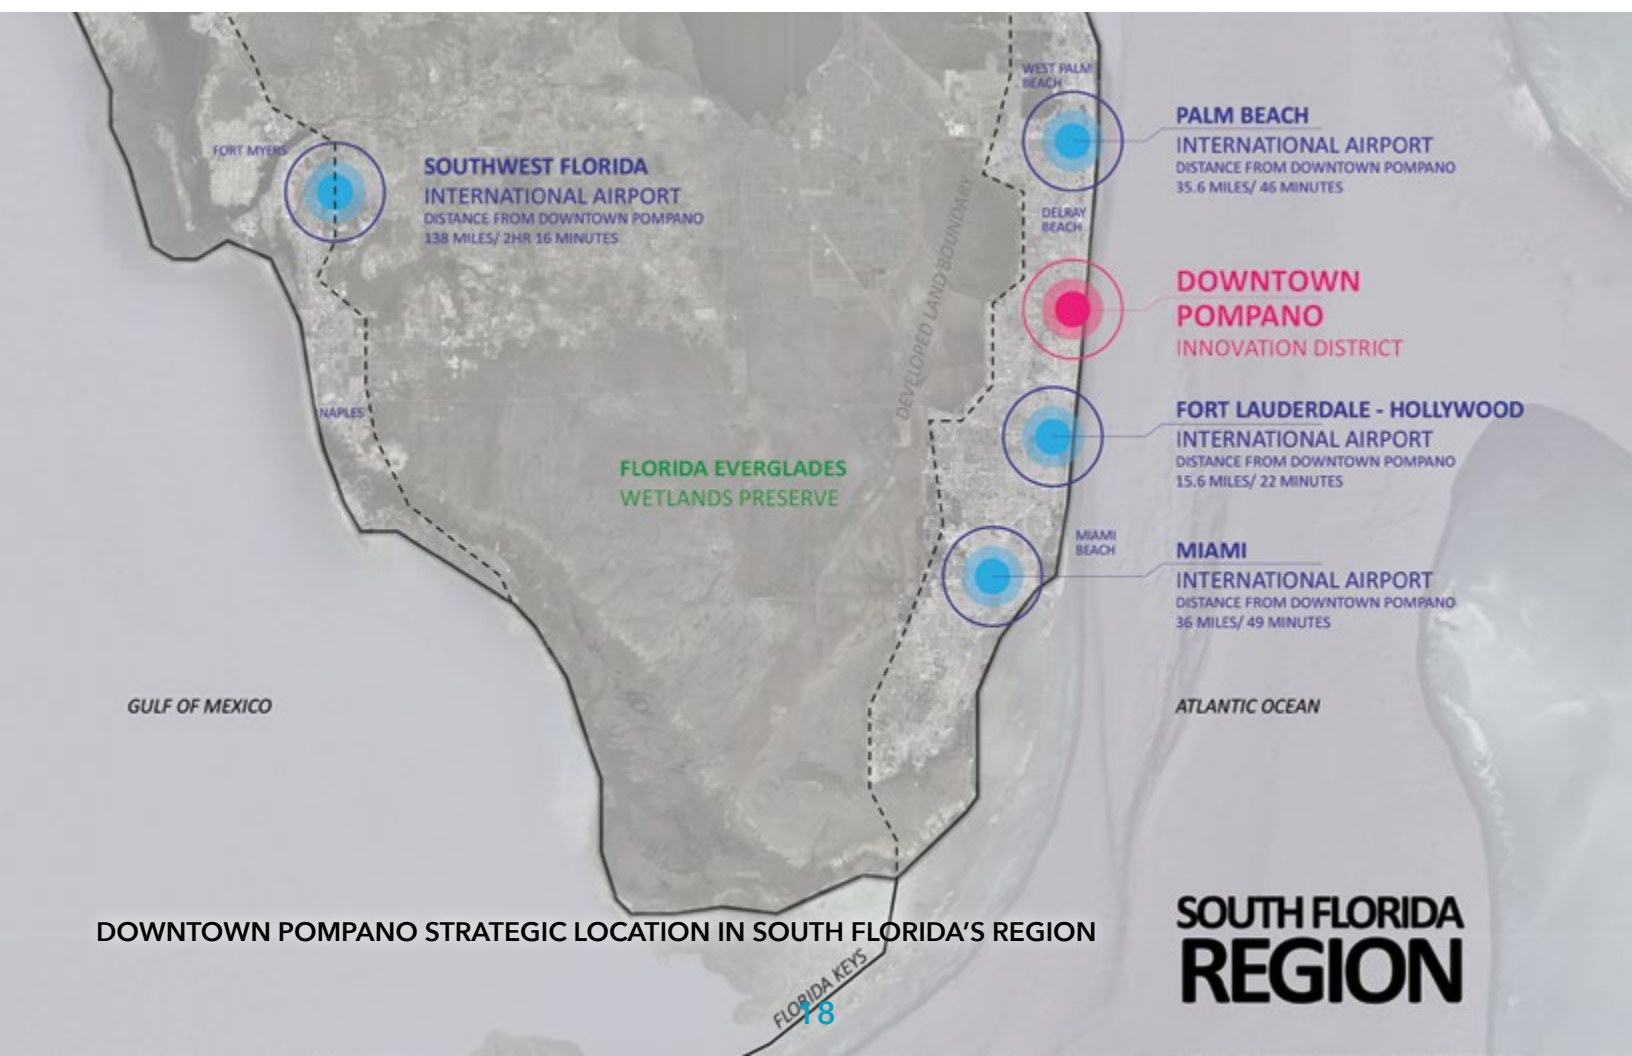 WEST PALM
BEACH
PALM BEACH
INTERNATIONAL AIRPORT
DISTANCE FROM DOWNTOWN POMPANO
35.6 MILES/ 46 MINUTES
FORT MYERS
SOUTHWEST FLORIDA
INTERNATIONAL AIRPORT
DISTANCE FROM DOWNTOWN POMPANO
138 MILES/ 2HR 16 MINUTES
DEVELOPED LAND BOUNDARY
DELRAY
BEACH
DOWNTOWN
POMPANO
INNOVATION DISTRICT
NAPLES
FORT LAUDERDALE - HOLLYWOOD
INTERNATIONAL AIRPORT
DISTANCE FROM DOWNTOWN POMPANO
15.6 MILES/ 22 MINUTES
FLORIDA EVERGLADES
WETLANDS PRESERVE
MIAMI
BEACH
MIAMI
INTERNATIONAL AIRPORT
DISTANCE FROM DOWNTOWN POMPANO
36 MILES/ 49 MINUTES
GULF OF MEXICO
ATLANTIC OCEAN
DOWNTOWN POMPANO STRATEGIC LOCATION IN SOUTH FLORIDA'S REGION
SOUTH FLORIDA
REGION
FLORIDA KEYS
18